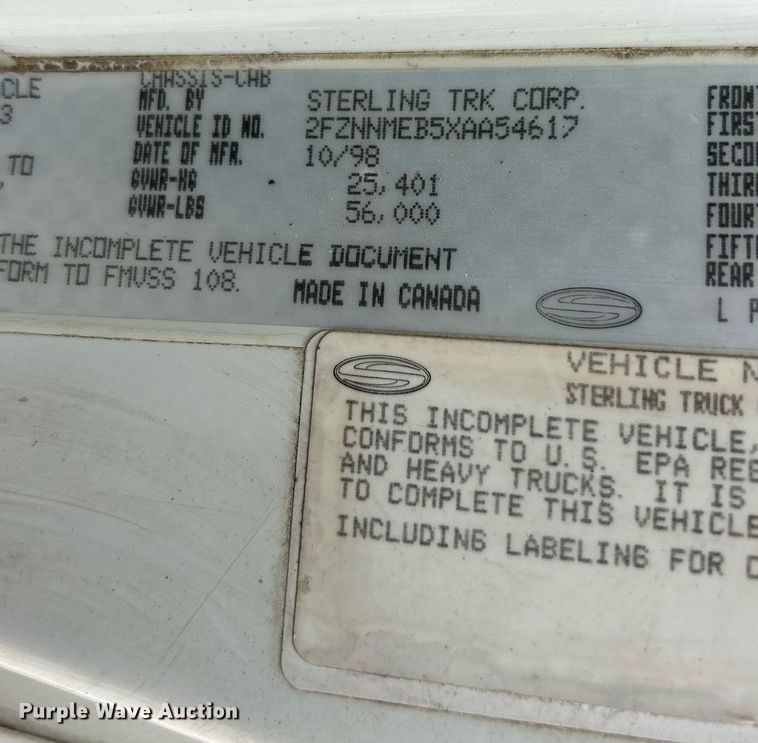 CLE CHASSIS-CAB
3 MFD. BY STERLING TRK CORP. FRONT
VEHICLE ID NO. 2FZNNMEB5XAA54617 FIRST
TO DATE OF MFR. 10/98 SECON
GVWR-KG 25,401 THIR
GVWR-LBS 56,000 FOURT
THE INCOMPLETE VEHICLE DOCUMENT FIFT
FORM TO FMVSS 108. MADE IN CANADA REAR
L P
VEHICLE N
STERLING TRUCK
THIS INCOMPLETE VEHICLE,
CONFORMS TO U.S. EPA REG
AND HEAVY TRUCKS. IT IS
TO COMPLETE THIS VEHICLE
INCLUDING LABELING FOR
Purple Wave Auction